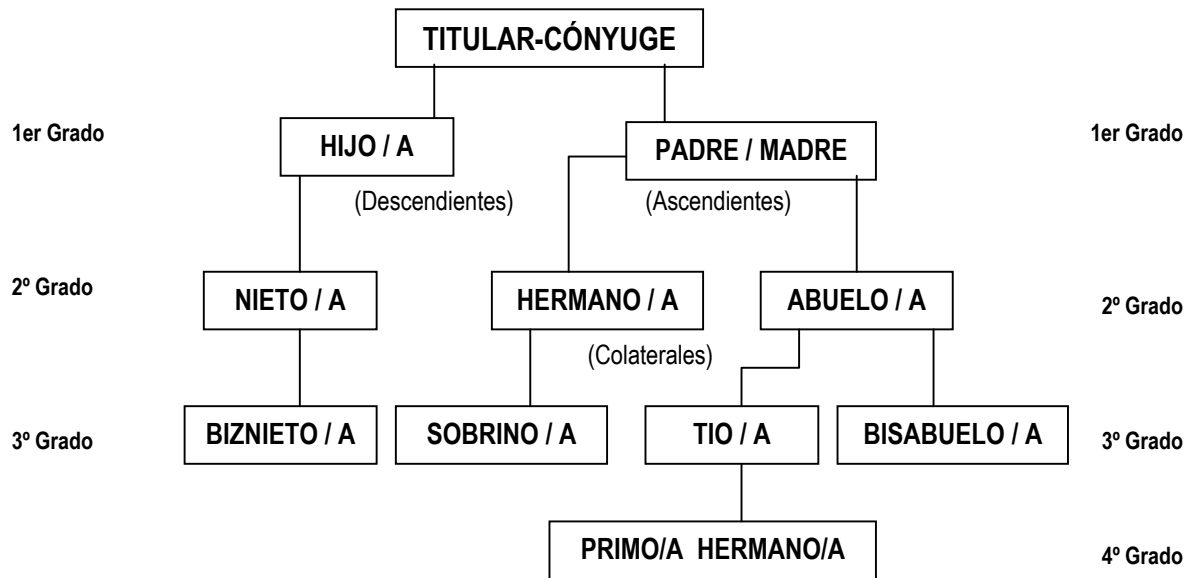 TITULAR-CÓNYUGE
1er Grado
HIJO / A
PADRE / MADRE
1er Grado
(Descendientes)
(Ascendientes)
2º Grado
NIETO / A
HERMANO / A
ABUELO / A
2º Grado
(Colaterales)
3º Grado
BIZNIETO / A
SOBRINO / A
TIO / A
BISABUELO / A
3º Grado
PRIMO/A HERMANO/A
4º Grado